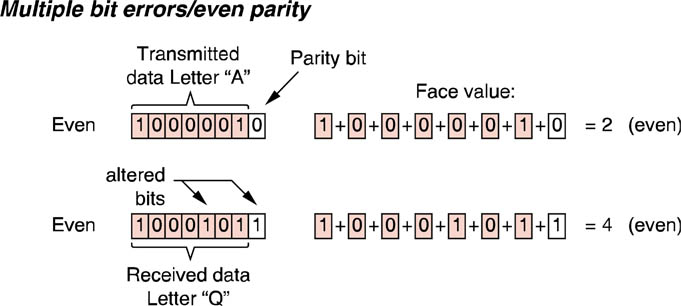 Multiple bit errors/even parity
Transmitted
data Letter “A”
Parity bit
Face value:
Even 10000010 1+0+0+0+0+0+1+0 = 2 (even)
altered
bits
Even 10001011 1+0+0+0+1+0+1+1 = 4 (even)
Received data
Letter “Q”